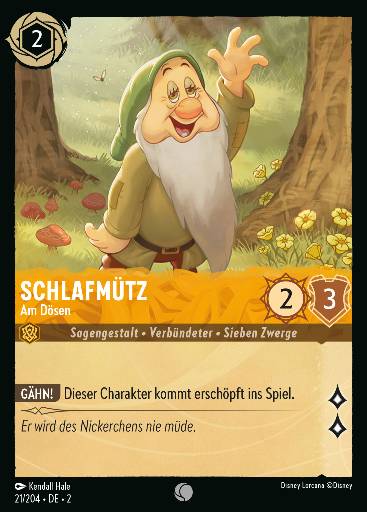 2
SCHLAFMÜTZ
Am Dösen
2
3
Sagengestalt • Verbündeter • Sieben Zwerge
GÄHN! Dieser Charakter kommt erschöpft ins Spiel.
Er wird des Nickerchens nie müde.
Kendall Hale
Disney Lorcana ©Disney
21/204 • DE • 2